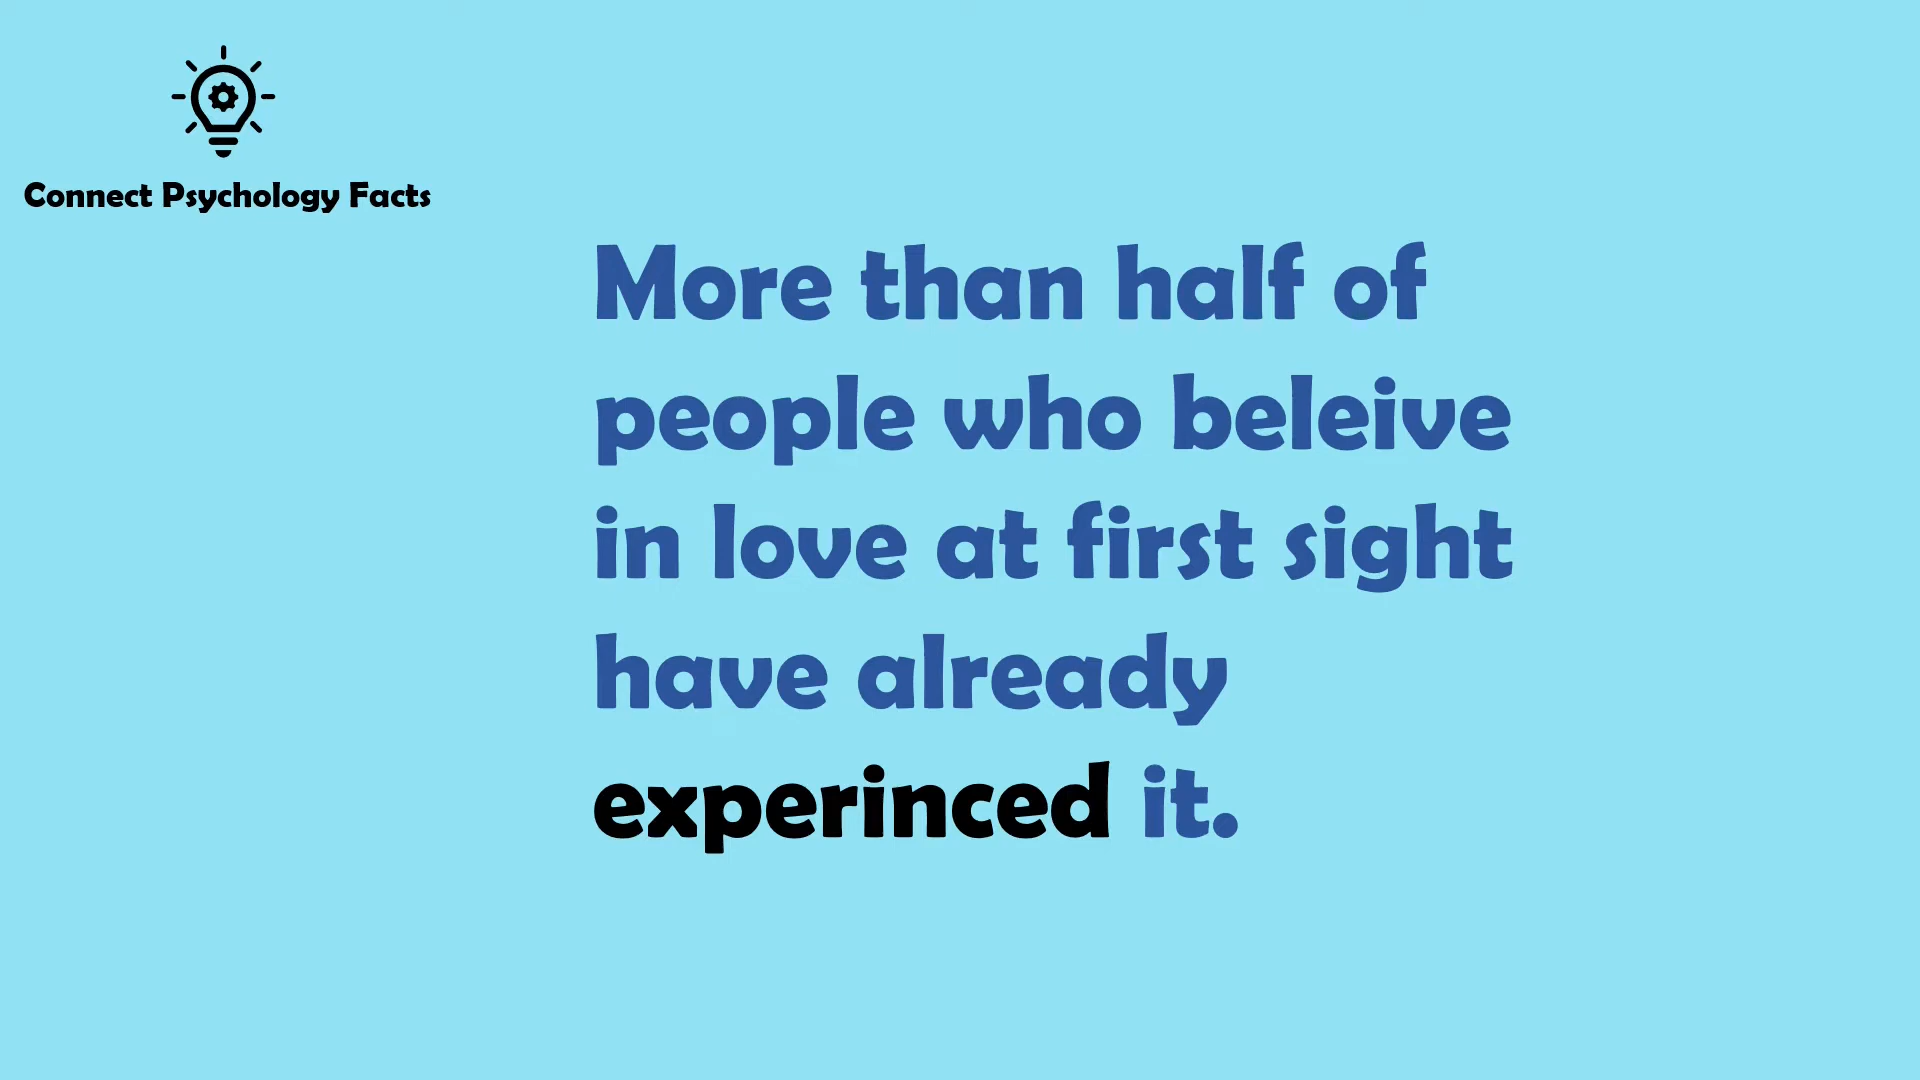 Connect Psychology Facts
More than half of
people who beleive
in love at first sight
have already
experinced it.